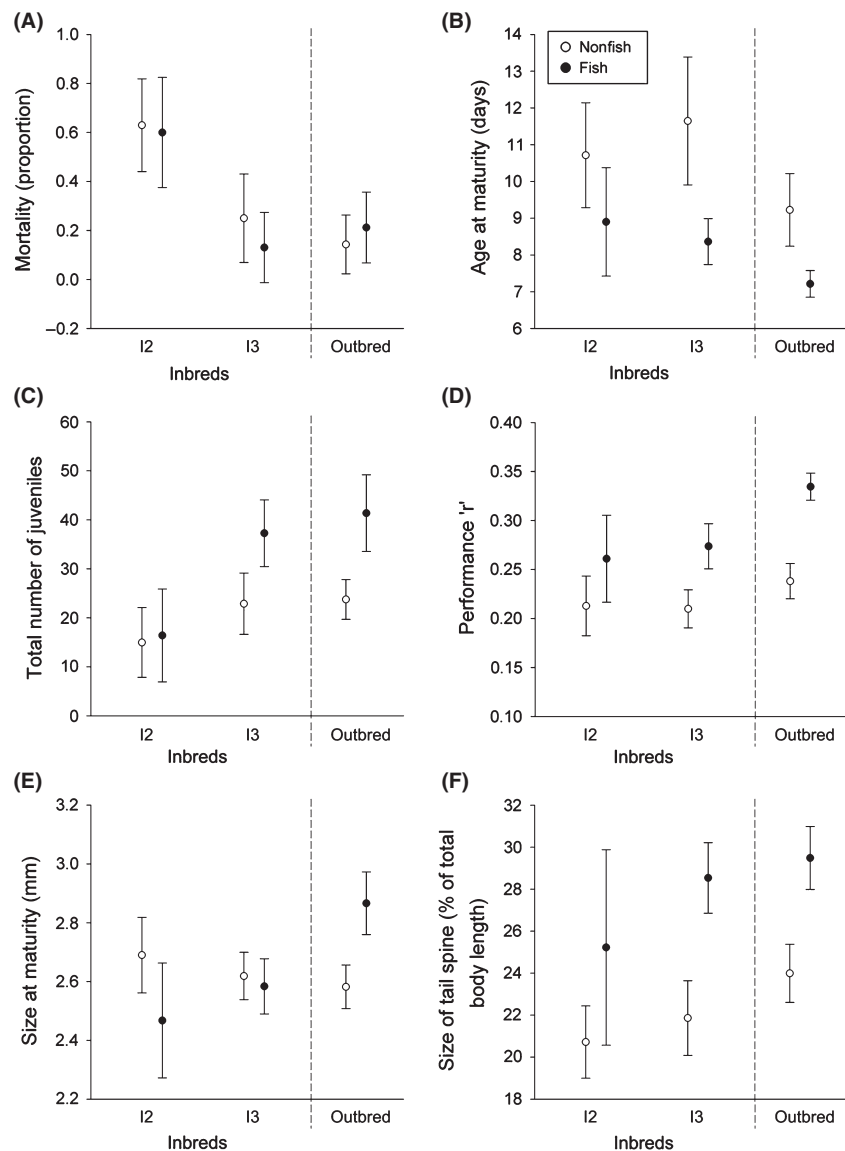 (A)
1.0
0.8
0.6
0.4
0.2
0.0
–0.2
Mortality (proportion)
I2
I3
Outbred
Inbreds
(B)
14
13
12
11
10
9
8
7
6
Age at maturity (days)
Nonfish
Fish
I2
I3
Outbred
Inbreds
(C)
60
50
40
30
20
10
0
Total number of juveniles
I2
I3
Outbred
Inbreds
(D)
0.40
0.35
0.30
0.25
0.20
0.15
0.10
Performance 'r'
I2
I3
Outbred
Inbreds
(E)
3.2
3.0
2.8
2.6
2.4
2.2
Size at maturity (mm)
I2
I3
Outbred
Inbreds
(F)
32
30
28
26
24
22
20
18
Size of tail spine (% of total
body length)
I2
I3
Outbred
Inbreds